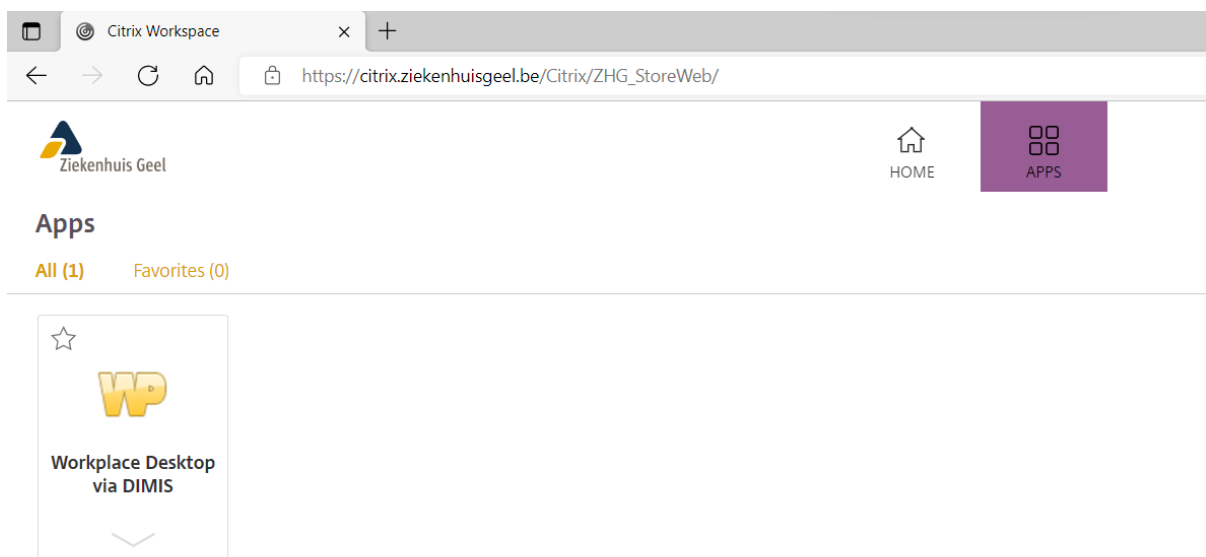 Citrix Workspace
https://citrix.ziekenhuisgeel.be/Citrix/ZHG_StoreWeb/
Ziekenhuis Geel
HOME
APPS
Apps
All (1)
Favorites (0)
WP
Workplace Desktop
via DIMIS